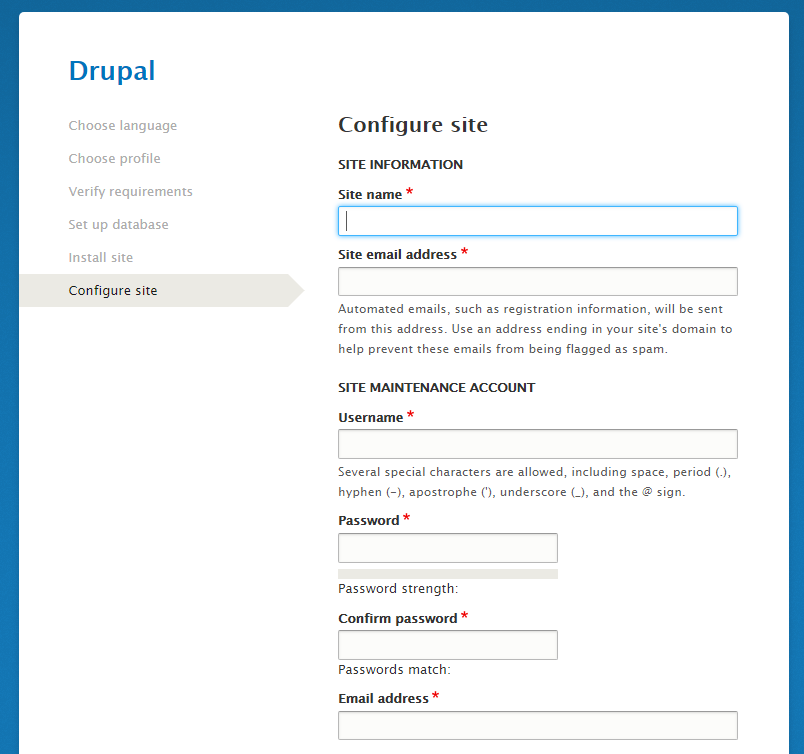 Drupal
Choose language
Choose profile
Verify requirements
Set up database
Install site
Configure site
Configure site
SITE INFORMATION
Site name *
Site email address *
Automated emails, such as registration information, will be sent
from this address. Use an address ending in your site's domain to
help prevent these emails from being flagged as spam.
SITE MAINTENANCE ACCOUNT
Username *
Several special characters are allowed, including space, period (.),
hyphen (-), apostrophe ('), underscore (_), and the @ sign.
Password *
Password strength:
Confirm password *
Passwords match:
Email address *